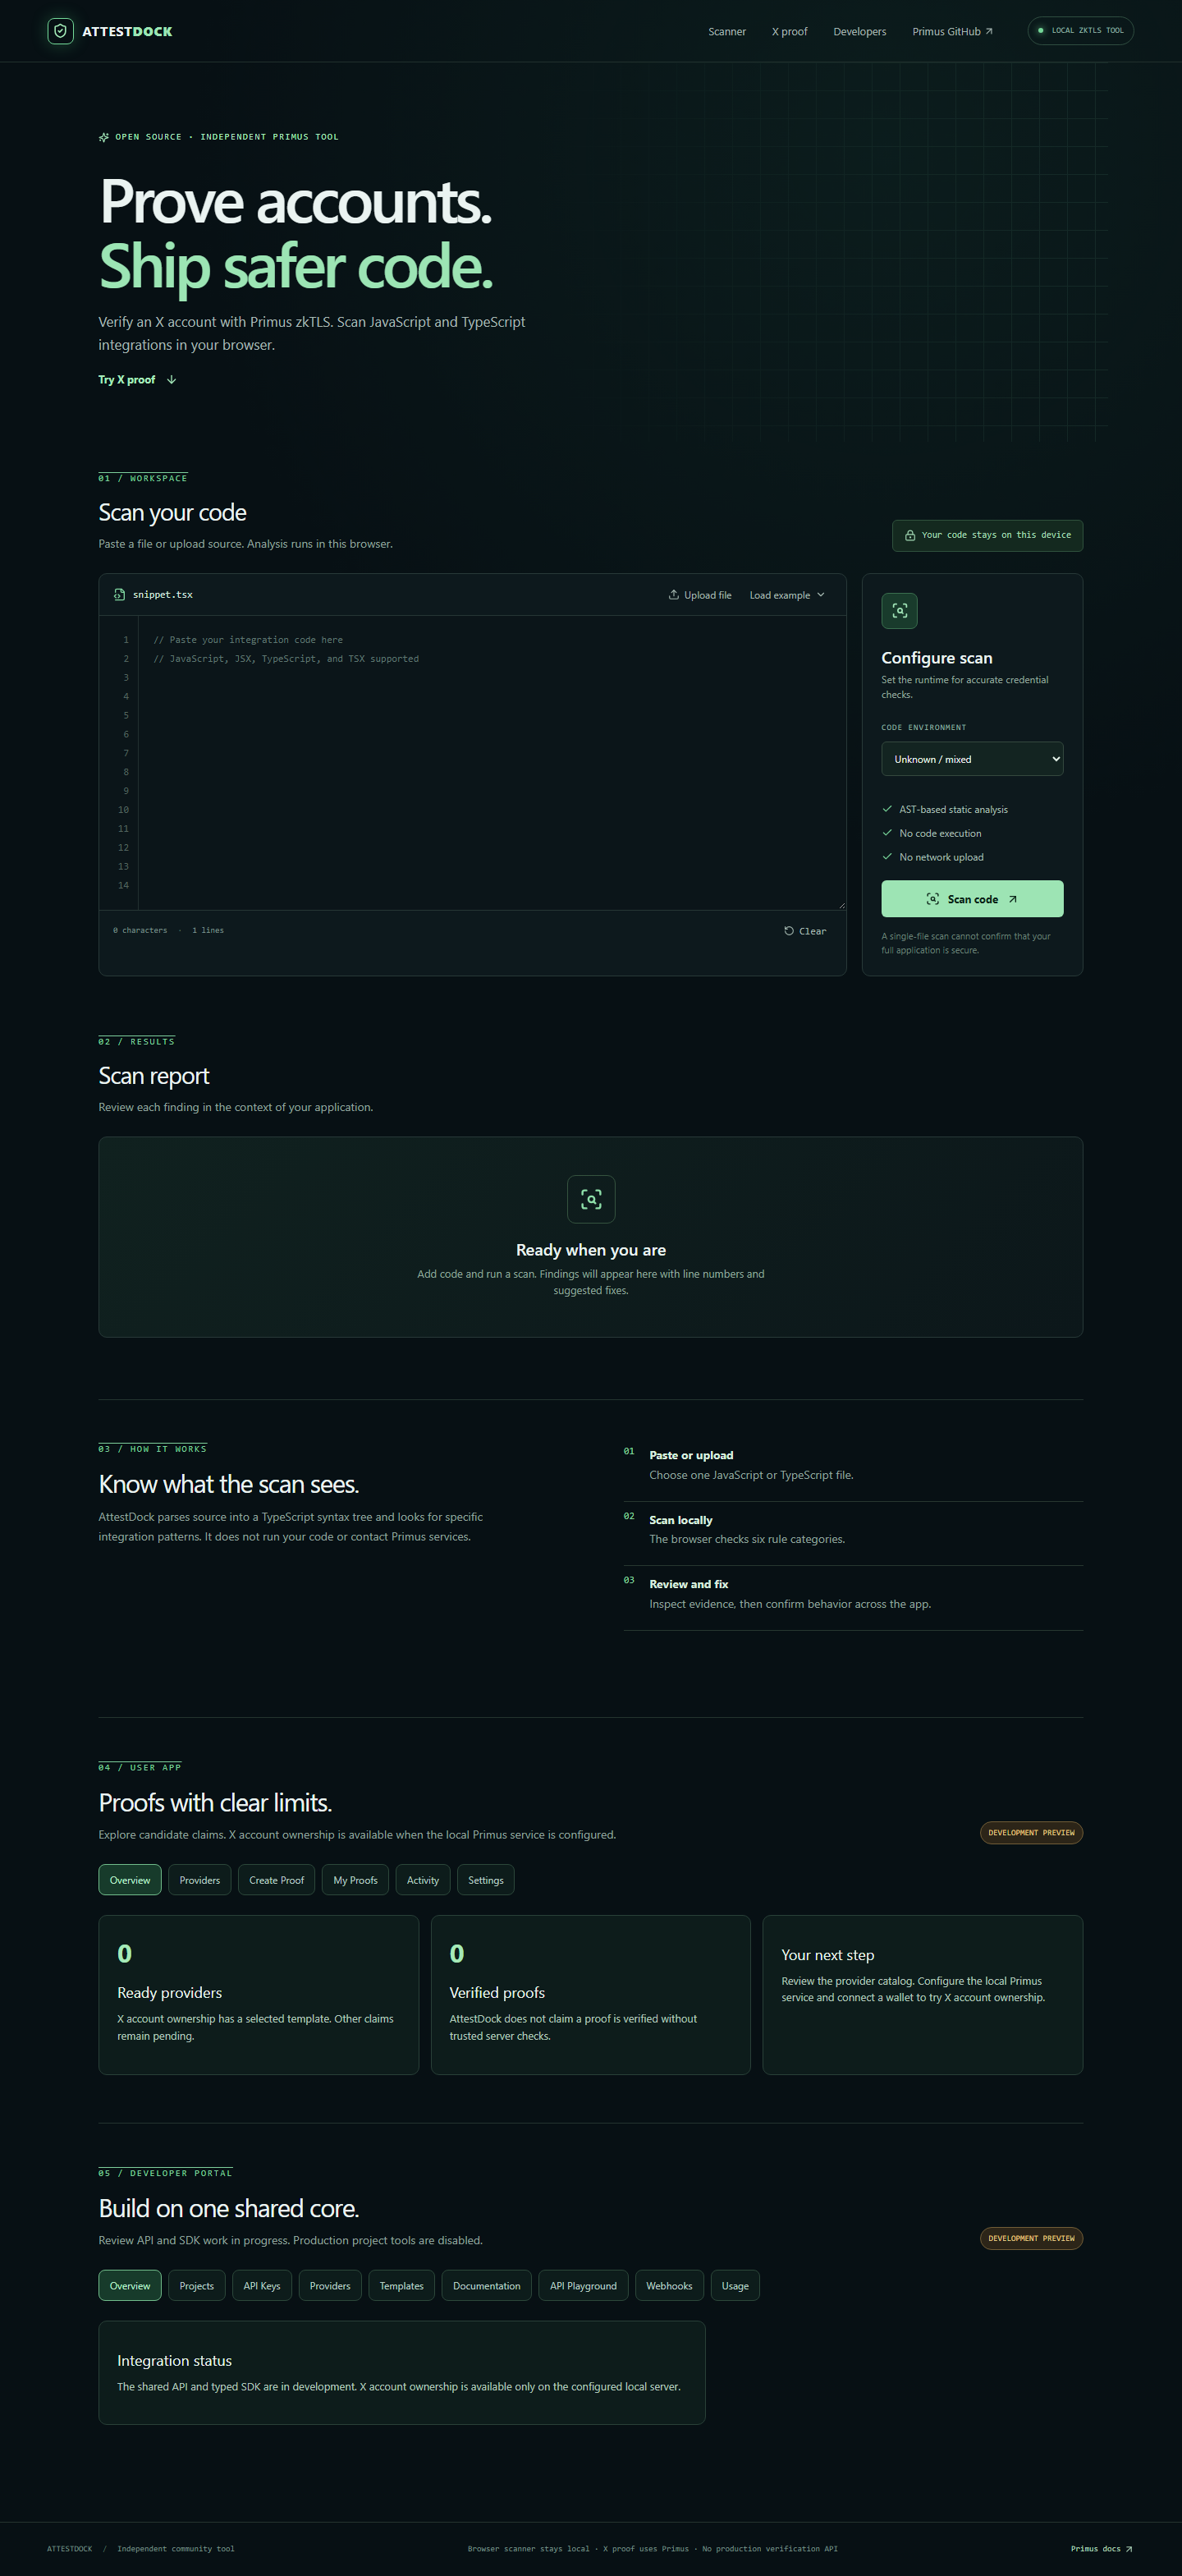 ATTESTDOCK
Scanner
X proof
Developers
Primus GitHub
LOCAL ZKTLS TOOL
OPEN SOURCE · INDEPENDENT PRIMUS TOOL
Prove accounts.
Ship safer code.
Verify an X account with Primus zkTLS. Scan JavaScript and TypeScript
integrations in your browser.
Try X proof
01 / WORKSPACE
Scan your code
Paste a file or upload source. Analysis runs in this browser.
Your code stays on this device
snippet.tsx
Upload file
Load example
1
// Paste your integration code here
2
// JavaScript, JSX, TypeScript, and TSX supported
3
4
5
6
7
8
9
10
11
12
13
14
0 characters · 1 lines
Clear
Configure scan
Set the runtime for accurate credential
checks.
CODE ENVIRONMENT
Unknown / mixed
AST-based static analysis
No code execution
No network upload
Scan code
A single-file scan cannot confirm that your
full application is secure.
02 / RESULTS
Scan report
Review each finding in the context of your application.
Ready when you are
Add code and run a scan. Findings will appear here with line numbers and
suggested fixes.
03 / HOW IT WORKS
Know what the scan sees.
AttestDock parses source into a TypeScript syntax tree and looks for specific
integration patterns. It does not run your code or contact Primus services.
01
Paste or upload
Choose one JavaScript or TypeScript file.
02
Scan locally
The browser checks six rule categories.
03
Review and fix
Inspect evidence, then confirm behavior across the app.
04 / USER APP
Proofs with clear limits.
Explore candidate claims. X account ownership is available when the local Primus service is configured.
DEVELOPMENT PREVIEW
Overview
Providers
Create Proof
My Proofs
Activity
Settings
0
Ready providers
X account ownership has a selected template. Other claims
remain pending.
0
Verified proofs
AttestDock does not claim a proof is verified without
trusted server checks.
Your next step
Review the provider catalog. Configure the local Primus
service and connect a wallet to try X account ownership.
05 / DEVELOPER PORTAL
Build on one shared core.
Review API and SDK work in progress. Production project tools are disabled.
DEVELOPMENT PREVIEW
Overview
Projects
API Keys
Providers
Templates
Documentation
API Playground
Webhooks
Usage
Integration status
The shared API and typed SDK are in development. X account ownership is available only on the configured local server.
ATTESTDOCK / Independent community tool
Browser scanner stays local · X proof uses Primus · No production verification API
Primus docs